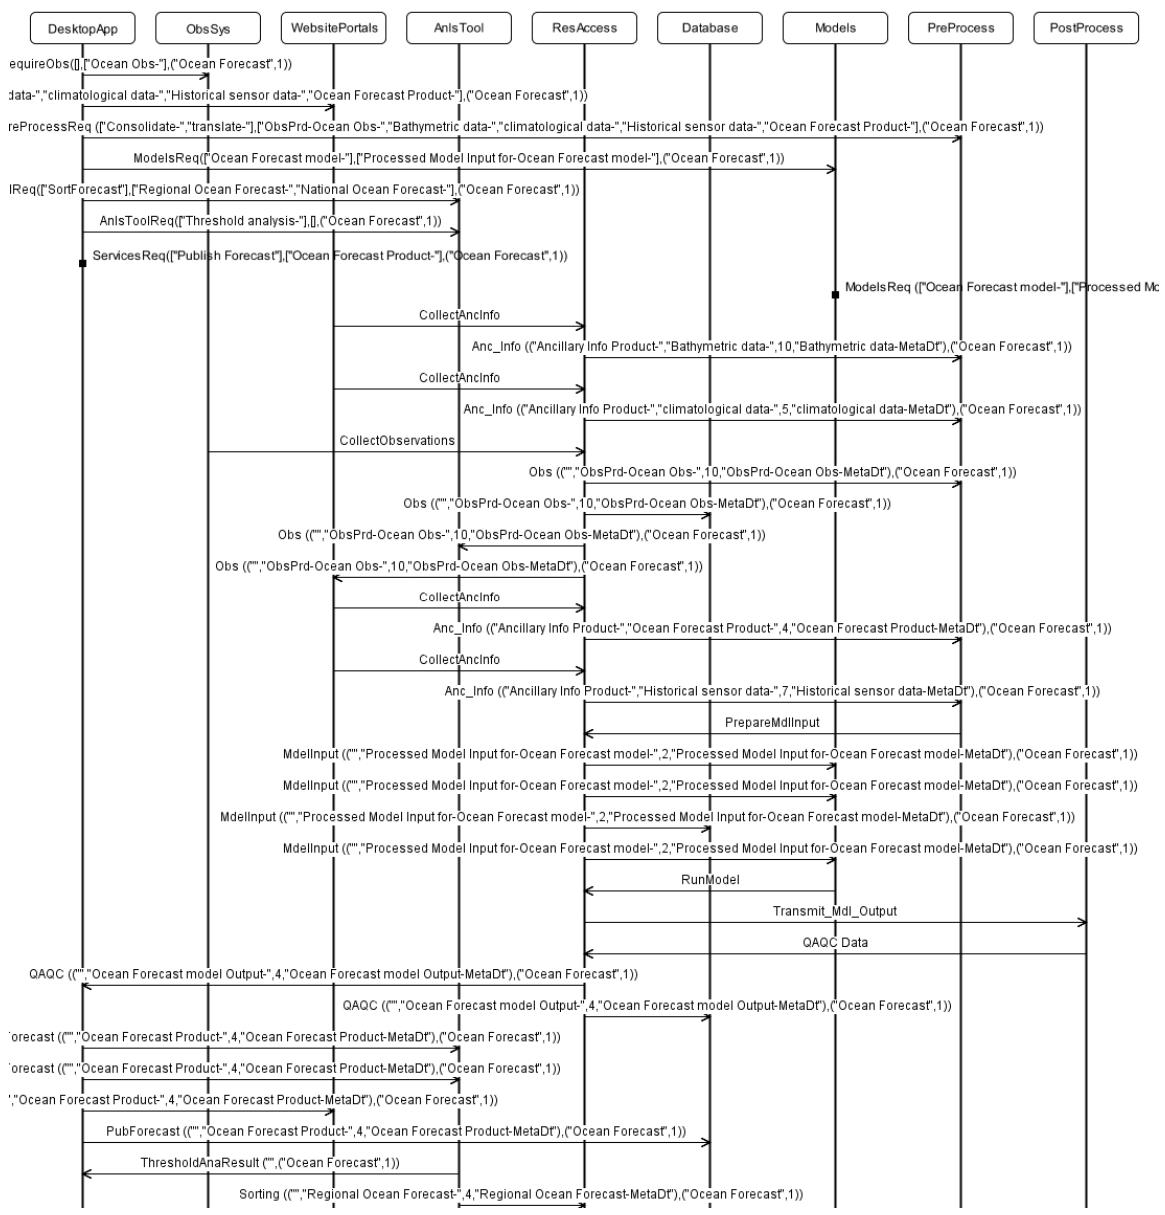 DesktopApp ObsSys WebsitePortals AnlsTool ResAccess Database Models PreProcess PostProcess
equireObs([],["Ocean Obs-"],("Ocean Forecast",1))
data-","climatological data-","Historical sensor data-","Ocean Forecast Product-"],("Ocean Forecast",1))
reProcessReq (["Consolidate-","translate-"],["ObsPrd-Ocean Obs-","Bathymetric data-","climatological data-","Historical sensor data-","Ocean Forecast Product-"],("Ocean Forecast",1))
ModelsReq(["Ocean Forecast model-"],["Processed Model Input for-Ocean Forecast model-"],("Ocean Forecast",1))
lReq(["SortForecast"],["Regional Ocean Forecast-","National Ocean Forecast-"],("Ocean Forecast",1))
AnlsToolReq(["Threshold analysis-"],[],("Ocean Forecast",1))
ServicesReq(["Publish Forecast"],["Ocean Forecast Product-"],("Ocean Forecast",1))
ModelsReq (["Ocean Forecast model-"],["Processed Mo
CollectAncInfo
Anc_Info (("Ancillary Info Product-","Bathymetric data-",10,"Bathymetric data-MetaDt"),("Ocean Forecast",1))
CollectAncInfo
Anc_Info (("Ancillary Info Product-","climatological data-",5,"climatological data-MetaDt"),("Ocean Forecast",1))
CollectObservations
Obs (("","ObsPrd-Ocean Obs-",10,"ObsPrd-Ocean Obs-MetaDt"),("Ocean Forecast",1))
Obs (("","ObsPrd-Ocean Obs-",10,"ObsPrd-Ocean Obs-MetaDt"),("Ocean Forecast",1))
Obs (("","ObsPrd-Ocean Obs-",10,"ObsPrd-Ocean Obs-MetaDt"),("Ocean Forecast",1))
Obs (("","ObsPrd-Ocean Obs-",10,"ObsPrd-Ocean Obs-MetaDt"),("Ocean Forecast",1))
CollectAncInfo
Anc_Info (("Ancillary Info Product-","Ocean Forecast Product-",4,"Ocean Forecast Product-MetaDt"),("Ocean Forecast",1))
CollectAncInfo
Anc_Info (("Ancillary Info Product-","Historical sensor data-",7,"Historical sensor data-MetaDt"),("Ocean Forecast",1))
PrepareMdlInput
MdelInput (("","Processed Model Input for-Ocean Forecast model-",2,"Processed Model Input for-Ocean Forecast model-MetaDt"),("Ocean Forecast",1))
MdelInput (("","Processed Model Input for-Ocean Forecast model-",2,"Processed Model Input for-Ocean Forecast model-MetaDt"),("Ocean Forecast",1))
MdelInput (("","Processed Model Input for-Ocean Forecast model-",2,"Processed Model Input for-Ocean Forecast model-MetaDt"),("Ocean Forecast",1))
MdelInput (("","Processed Model Input for-Ocean Forecast model-",2,"Processed Model Input for-Ocean Forecast model-MetaDt"),("Ocean Forecast",1))
RunModel
Transmit_Mdl_Output
QAQC Data
QAQC (("","Ocean Forecast model Output-",4,"Ocean Forecast model Output-MetaDt"),("Ocean Forecast",1))
QAQC (("","Ocean Forecast model Output-",4,"Ocean Forecast model Output-MetaDt"),("Ocean Forecast",1))
Forecast (("","Ocean Forecast Product-",4,"Ocean Forecast Product-MetaDt"),("Ocean Forecast",1))
Forecast (("","Ocean Forecast Product-",4,"Ocean Forecast Product-MetaDt"),("Ocean Forecast",1))
","Ocean Forecast Product-",4,"Ocean Forecast Product-MetaDt"),("Ocean Forecast",1))
PubForecast (("","Ocean Forecast Product-",4,"Ocean Forecast Product-MetaDt"),("Ocean Forecast",1))
ThresholdAnaResult ("",("Ocean Forecast",1))
Sorting (("","Regional Ocean Forecast-",4,"Regional Ocean Forecast-MetaDt"),("Ocean Forecast",1))